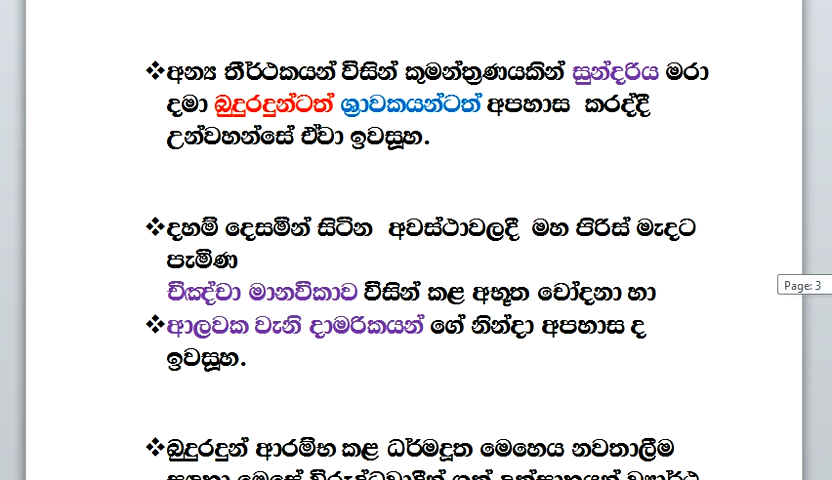 ❖අන්‍ය තීර්ථකයන් විසින් කුමන්ත්‍රණයකින් සුන්දරිය මරා
දමා බුදුරදුන්ටත් ශ්‍රාවකයන්ටත් අපහාස කරද්දී
උන්වහන්සේ ඒවා ඉවසූහ.
❖දහම් දෙසමින් සිටින අවස්ථාවලදී මහ පිරිස් මැදට
පැමිණ
චිඤ්චා මානවිකාව විසින් කළ අභූත චෝදනා හා
Page: 3
❖ආලවක වැනි දාමරිකයන් ගේ නින්දා අපහාස ද
ඉවසූහ.
❖බුදුරදුන් ආරම්භ කළ ධර්මදූත මෙහෙය නවතාලීම